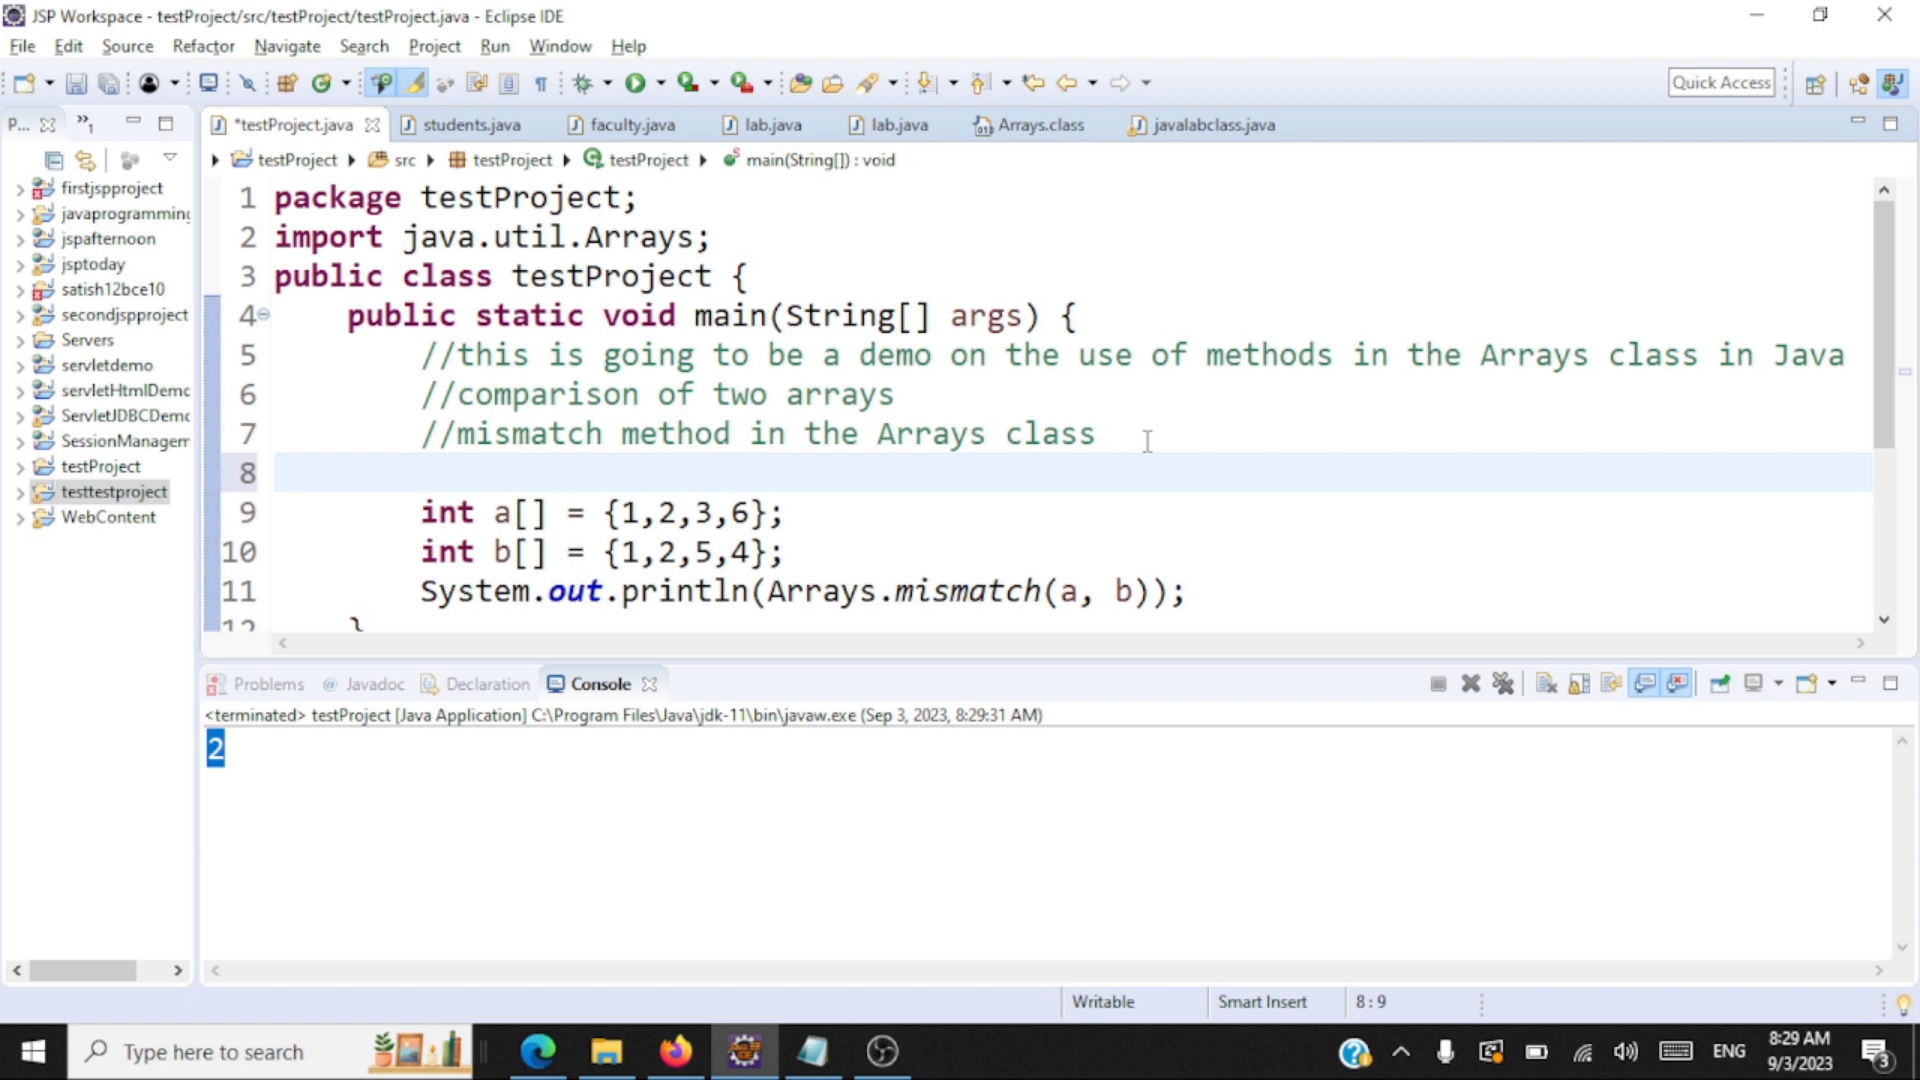 JSP Workspace - testProject/src/testProject/testProject.java - Eclipse IDE
File Edit Source Refactor Navigate Search Project Run Window Help
Quick Access
P... *testProject.java students.java faculty.java lab.java lab.java Arrays.class javalabclass.java
testProject src testProject testProject main(String[]) : void
firstjspproject
javaprogramming
jspafternoon
jsptoday
satish12bce10
secondjspproject
Servers
servletdemo
servletHtmlDemo
ServletJDBCDemo
SessionManagem
testProject
testtestproject
WebContent
1 package testProject;
2 import java.util.Arrays;
3 public class testProject {
4 public static void main(String[] args) {
5 //this is going to be a demo on the use of methods in the Arrays class in Java
6 //comparison of two arrays
7 //mismatch method in the Arrays class
8
9 int a[] = {1,2,3,6};
10 int b[] = {1,2,5,4};
11 System.out.println(Arrays.mismatch(a, b));
12 }
Problems @ Javadoc Declaration Console
<terminated> testProject [Java Application] C:\Program Files\Java\jdk-11\bin\javaw.exe (Sep 3, 2023, 8:29:31 AM)
2
Writable Smart Insert 8 : 9
Type here to search
ENG
8:29 AM
9/3/2023
3